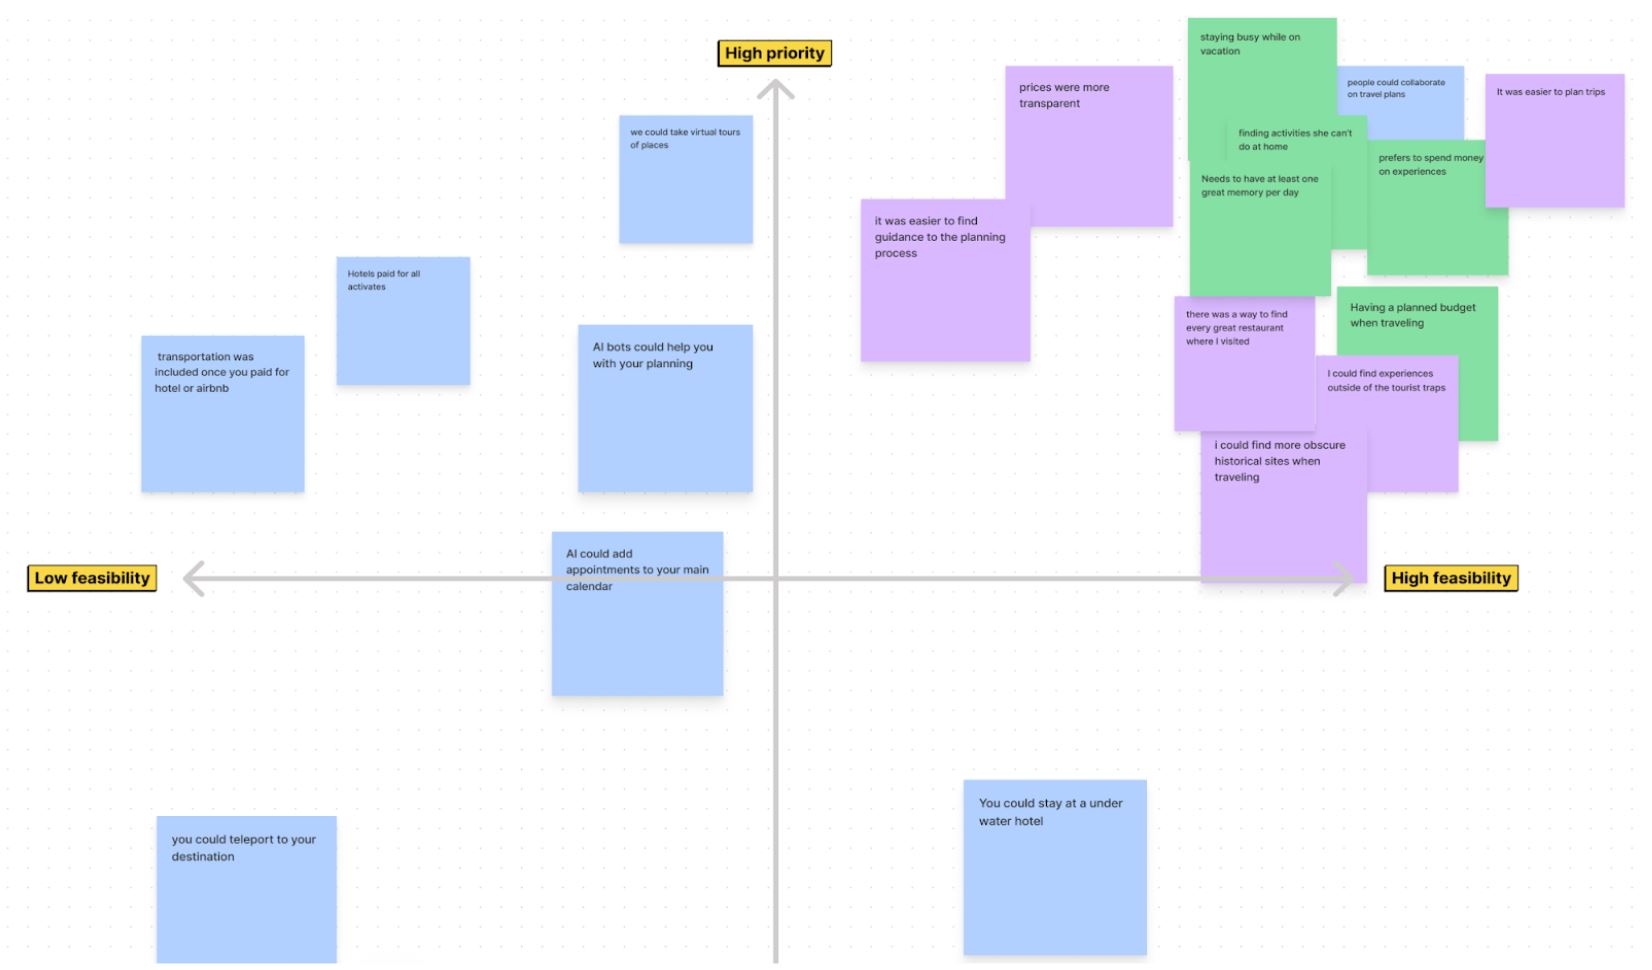 High priority
staying busy while on
vacation
prices were more
transparent
people could collaborate
on travel plans
It was easier to plan trips
we could take virtual tours
of places
finding activities she can't
do at home
prefers to spend money
on experiences
Needs to have at least one
great memory per day
it was easier to find
guidance to the planning
process
Hotels paid for all
activates
transportation was
included once you paid for
hotel or airbnb
AI bots could help you
with your planning
there was a way to find
every great restaurant
where I visited
Having a planned budget
when traveling
I could find experiences
outside of the tourist traps
i could find more obscure
historical sites when
traveling
AI could add
appointments to your main
calendar
Low feasibility
High feasibility
You could stay at a under
water hotel
you could teleport to your
destination